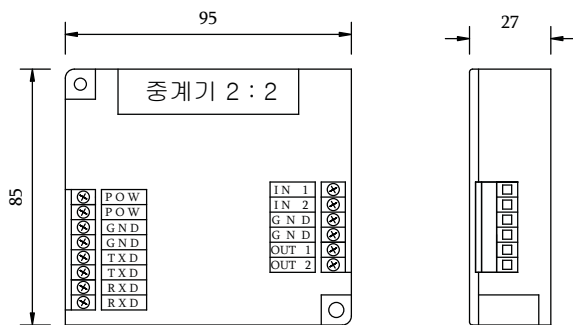 95
27
중계기 2 : 2
85
POW
POW
GND
GND
TXD
TXD
RXD
RXD
IN 1
IN 2
GND
GND
OUT 1
OUT 2